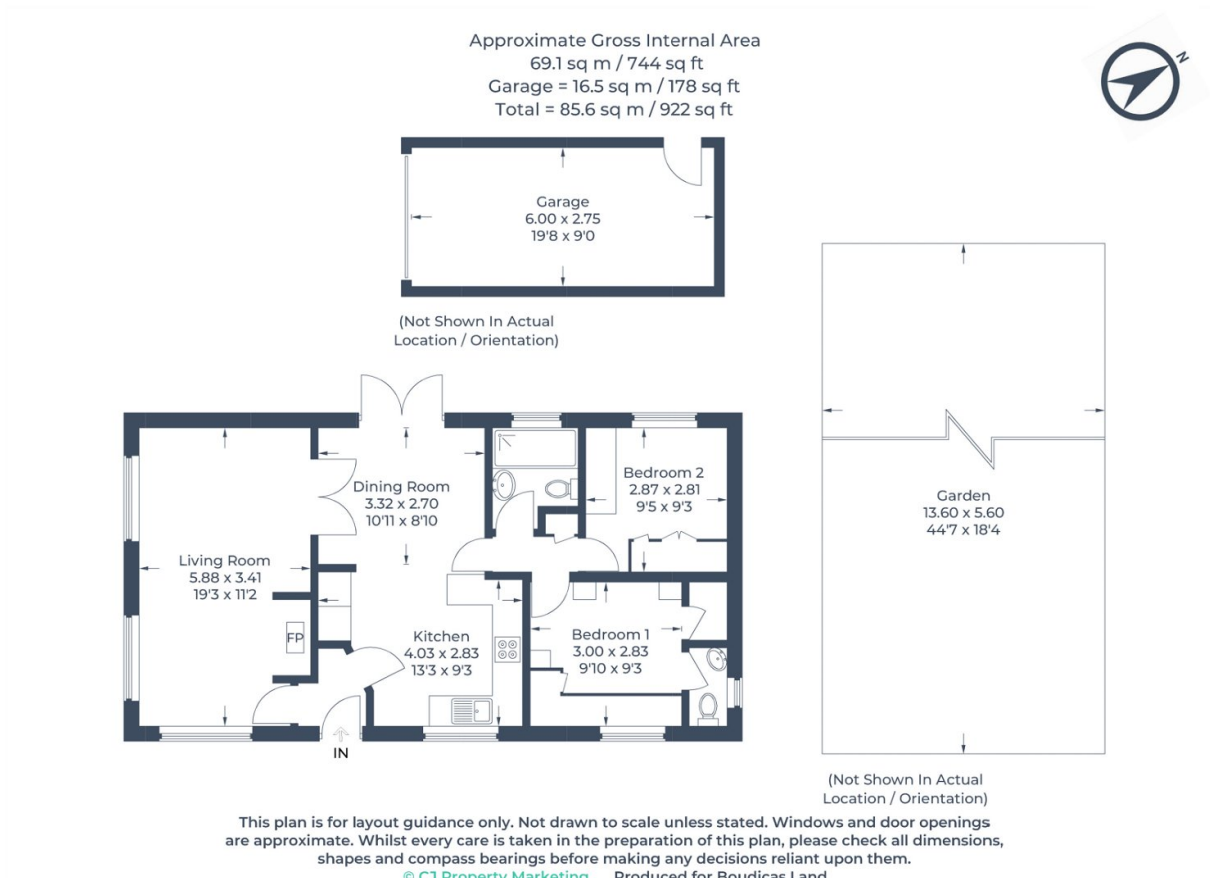 Approximate Gross Internal Area
69.1 sq m / 744 sq ft
Garage = 16.5 sq m / 178 sq ft
Total = 85.6 sq m / 922 sq ft
N
Garage
6.00 x 2.75
19'8 x 9'0
(Not Shown In Actual
Location / Orientation)
Dining Room
3.32 x 2.70
10'11 x 8'10
Bedroom 2
2.87 x 2.81
9'5 x 9'3
Living Room
5.88 x 3.41
19'3 x 11'2
FP
Kitchen
4.03 x 2.83
13'3 x 9'3
Bedroom 1
3.00 x 2.83
9'10 x 9'3
IN
Garden
13.60 x 5.60
44'7 x 18'4
(Not Shown In Actual
Location / Orientation)
This plan is for layout guidance only. Not drawn to scale unless stated. Windows and door openings
are approximate. Whilst every care is taken in the preparation of this plan, please check all dimensions,
shapes and compass bearings before making any decisions reliant upon them.
© CJ Property Marketing Produced for Boudicas Land